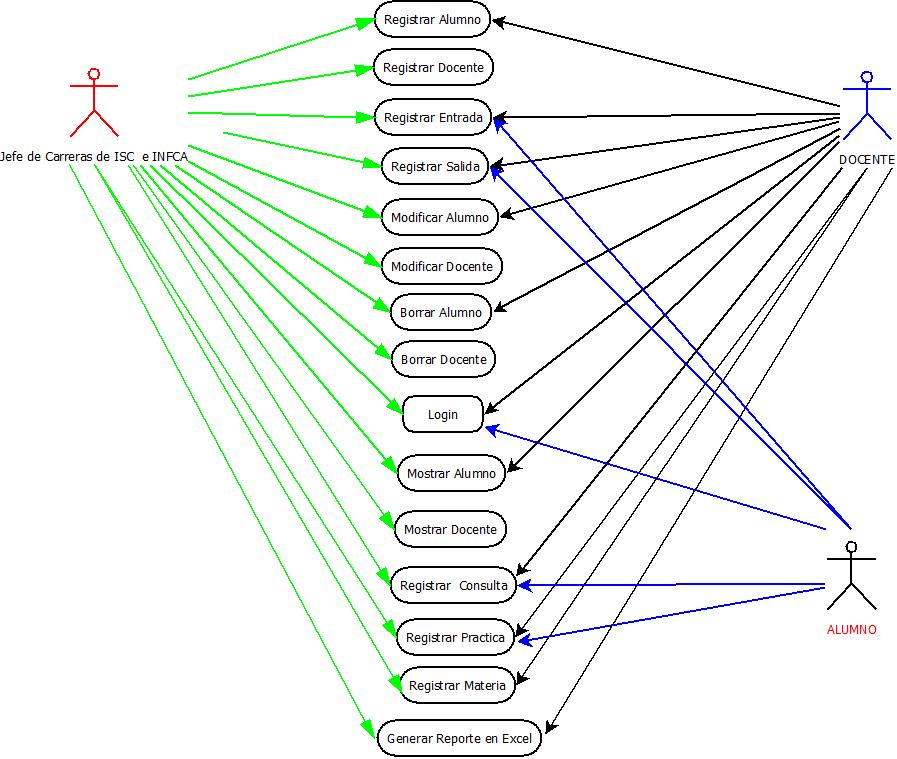 Registrar Alumno
Registrar Docente
Registrar Entrada
Jefe de Carreras de ISC e INFCA
Registrar Salida
DOCENTE
Modificar Alumno
Modificar Docente
Borrar Alumno
Borrar Docente
Login
Mostrar Alumno
Mostrar Docente
Registrar Consulta
Registrar Practica
ALUMNO
Registrar Materia
Generar Reporte en Excel